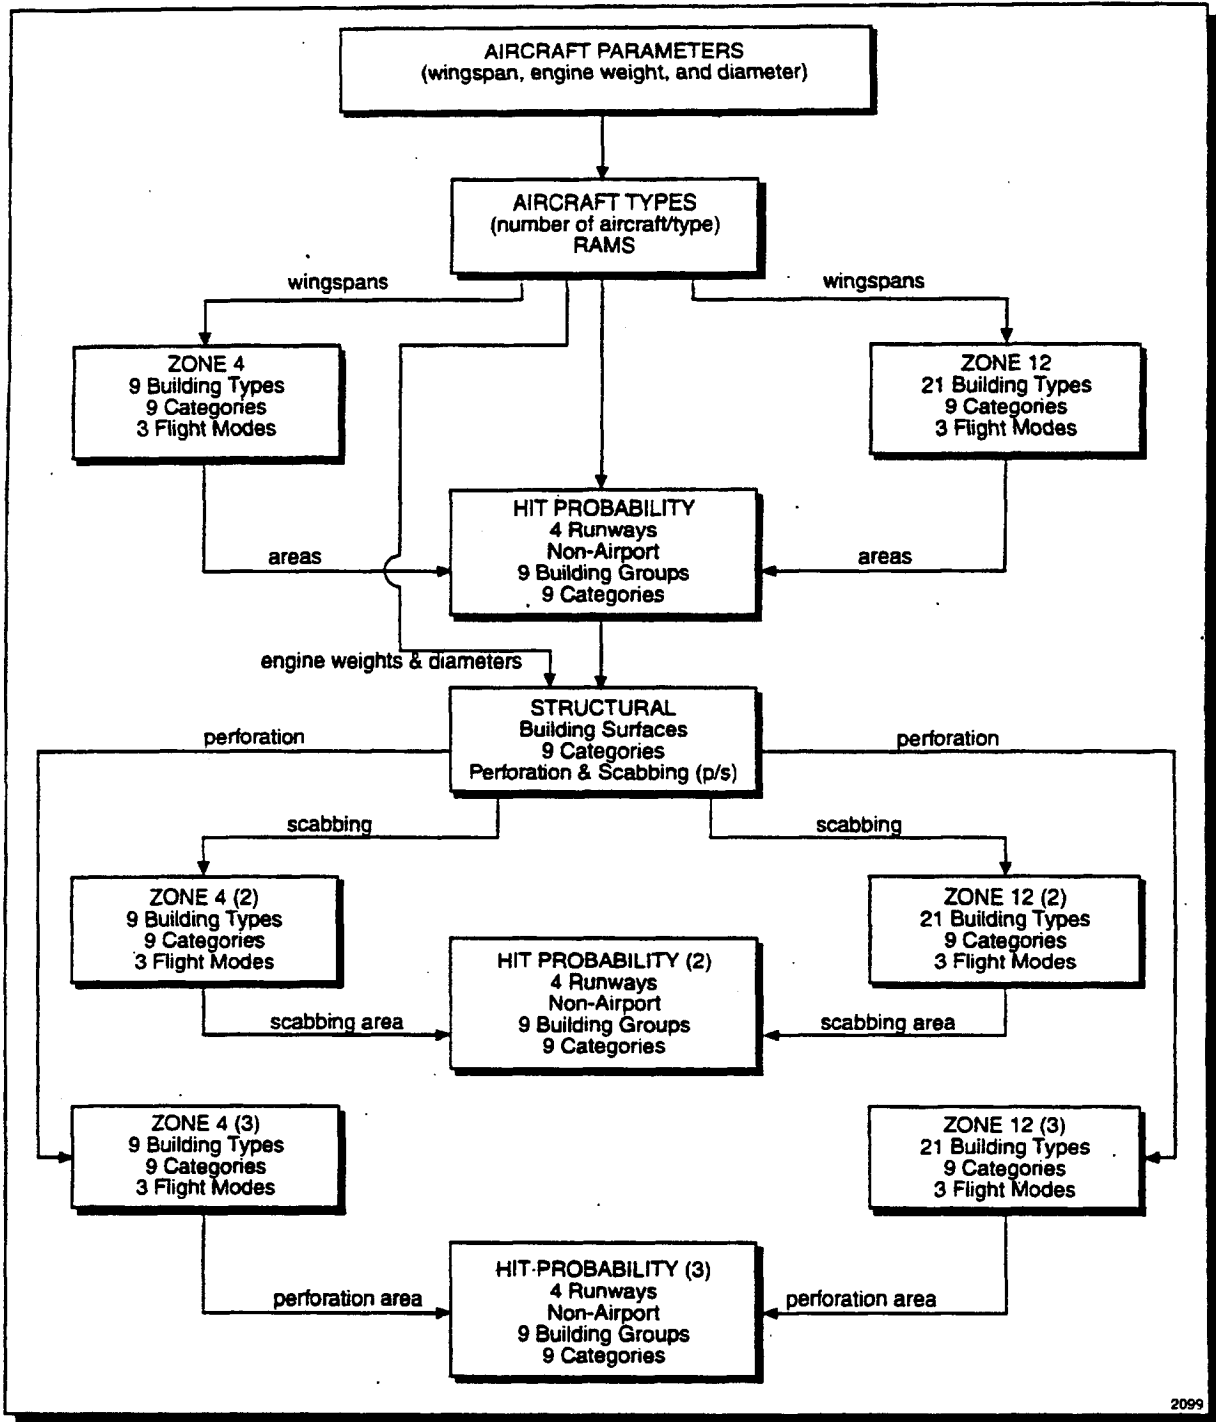 AIRCRAFT PARAMETERS
(wingspan, engine weight, and diameter)
AIRCRAFT TYPES
(number of aircraft/type)
RAMS
wingspans
wingspans
ZONE 4
9 Building Types
9 Categories
3 Flight Modes
ZONE 12
21 Building Types
9 Categories
3 Flight Modes
HIT PROBABILITY
4 Runways
Non-Airport
9 Building Groups
9 Categories
areas
areas
engine weights & diameters
STRUCTURAL
Building Surfaces
9 Categories
Perforation & Scabbing (p/s)
perforation
perforation
scabbing
scabbing
ZONE 4 (2)
9 Building Types
9 Categories
3 Flight Modes
ZONE 12 (2)
21 Building Types
9 Categories
3 Flight Modes
HIT PROBABILITY (2)
4 Runways
Non-Airport
9 Building Groups
9 Categories
scabbing area
scabbing area
ZONE 4 (3)
9 Building Types
9 Categories
3 Flight Modes
ZONE 12 (3)
21 Building Types
9 Categories
3 Flight Modes
HIT PROBABILITY (3)
4 Runways
Non-Airport
9 Building Groups
9 Categories
perforation area
perforation area
2099